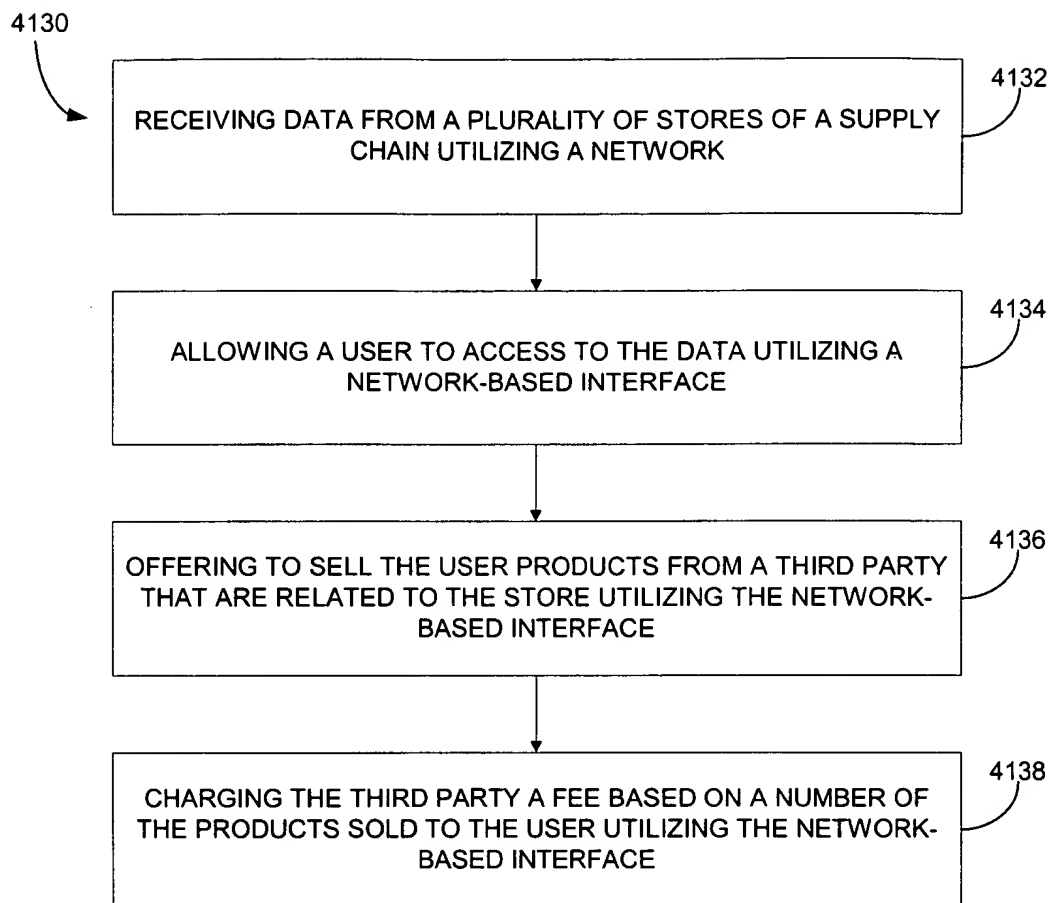 4130
4132
RECEIVING DATA FROM A PLURALITY OF STORES OF A SUPPLY
CHAIN UTILIZING A NETWORK
4134
ALLOWING A USER TO ACCESS TO THE DATA UTILIZING A
NETWORK-BASED INTERFACE
4136
OFFERING TO SELL THE USER PRODUCTS FROM A THIRD PARTY
THAT ARE RELATED TO THE STORE UTILIZING THE NETWORK-
BASED INTERFACE
4138
CHARGING THE THIRD PARTY A FEE BASED ON A NUMBER OF
THE PRODUCTS SOLD TO THE USER UTILIZING THE NETWORK-
BASED INTERFACE